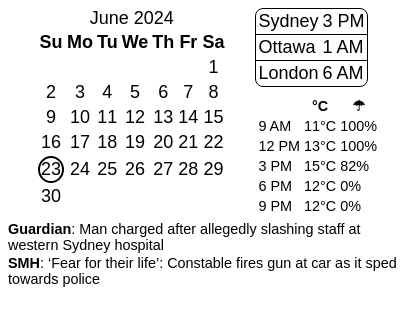 June 2024
Su Mo Tu We Th Fr Sa
1
2 3 4 5 6 7 8
9 10 11 12 13 14 15
16 17 18 19 20 21 22
23 24 25 26 27 28 29
30
Sydney 3 PM
Ottawa 1 AM
London 6 AM
°C ☂
9 AM 11°C 100%
12 PM 13°C 100%
3 PM 15°C 82%
6 PM 12°C 0%
9 PM 12°C 0%
Guardian: Man charged after allegedly slashing staff at
western Sydney hospital
SMH: ‘Fear for their life’: Constable fires gun at car as it sped
towards police